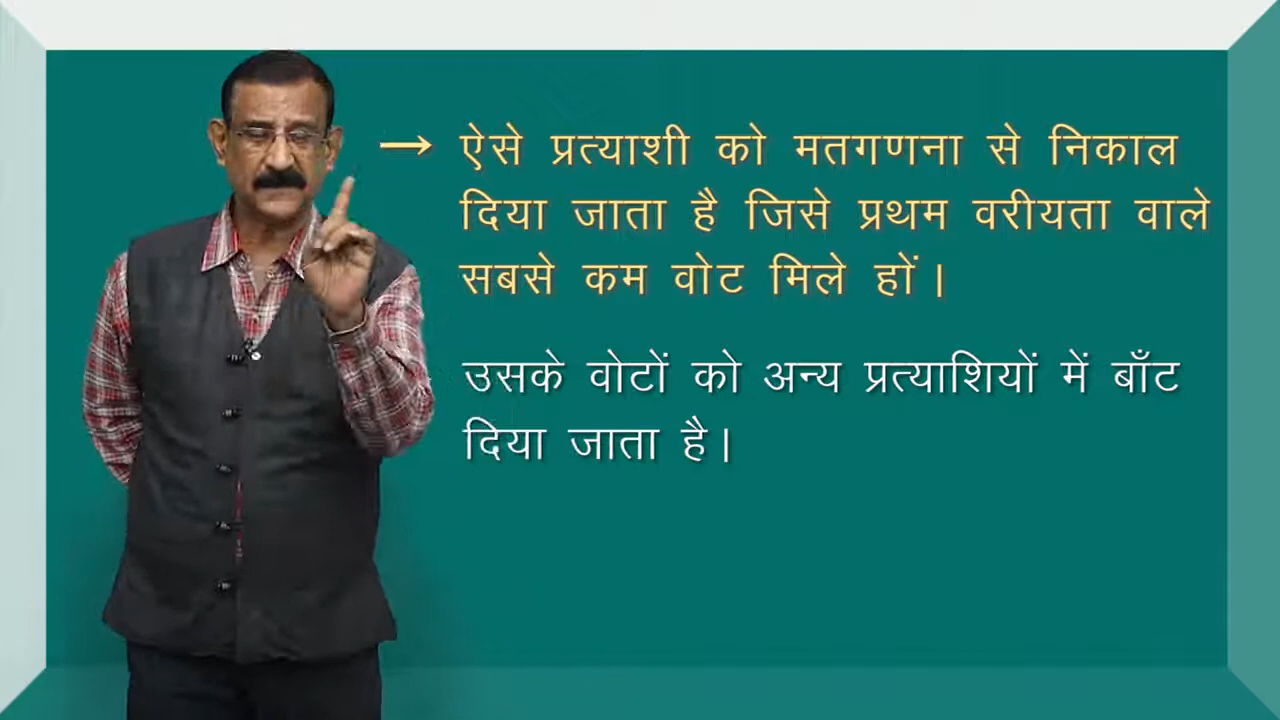 → ऐसे प्रत्याशी को मतगणना से निकाल
दिया जाता है जिसे प्रथम वरीयता वाले
सबसे कम वोट मिले हों।
उसके वोटों को अन्य प्रत्याशियों में बाँट
दिया जाता है।